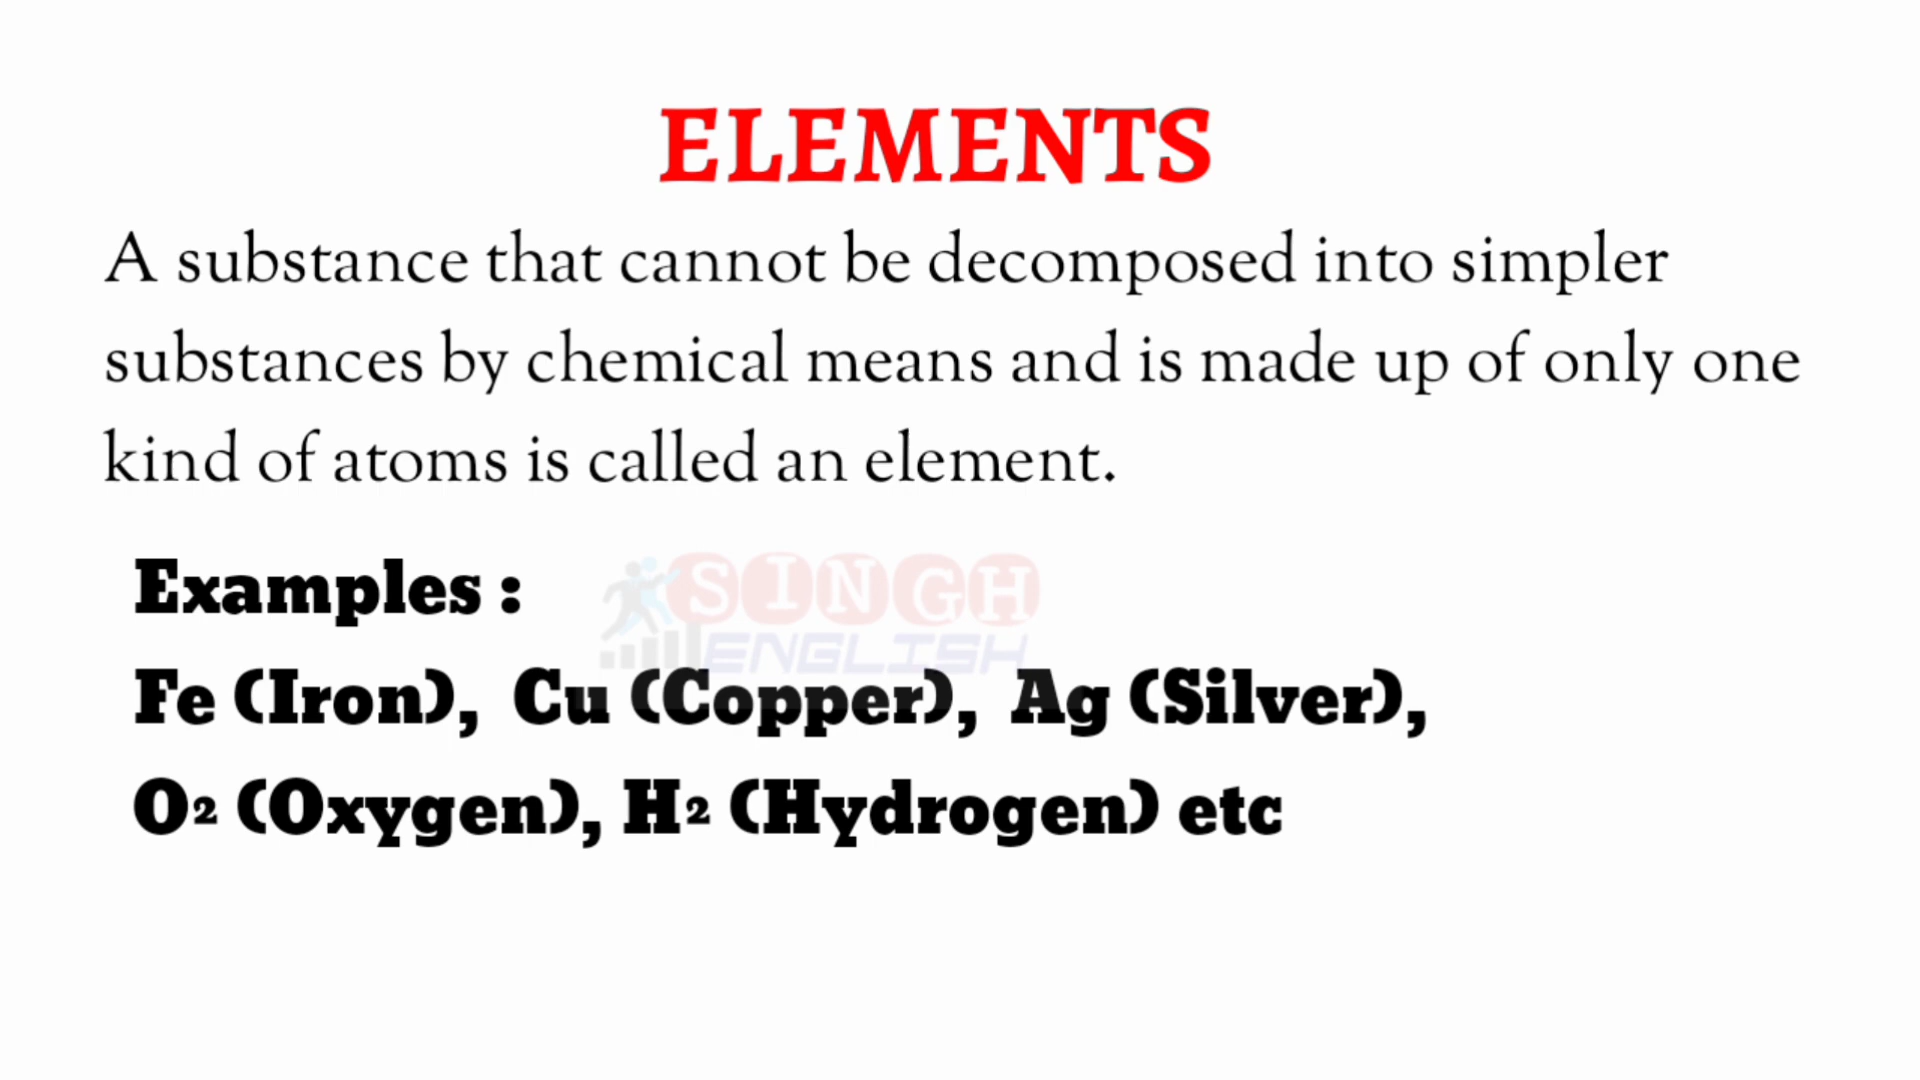 ELEMENTS
A substance that cannot be decomposed into simpler
substances by chemical means and is made up of only one
kind of atoms is called an element.
Examples :
SINGH
ENGLISH
Fe (Iron), Cu (Copper), Ag (Silver),
O2 (Oxygen), H2 (Hydrogen) etc